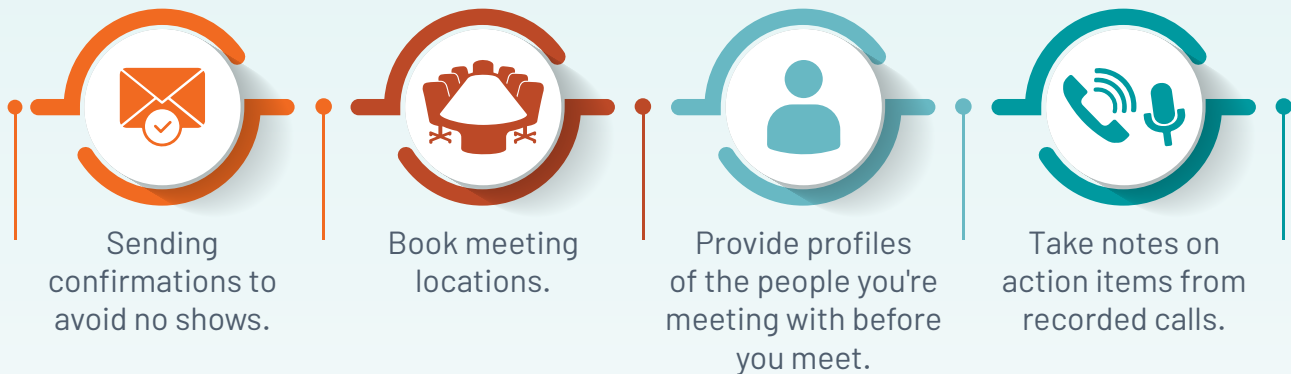 Sending
confirmations to
avoid no shows.
Book meeting
locations.
Provide profiles
of the people you're
meeting with before
you meet.
Take notes on
action items from
recorded calls.